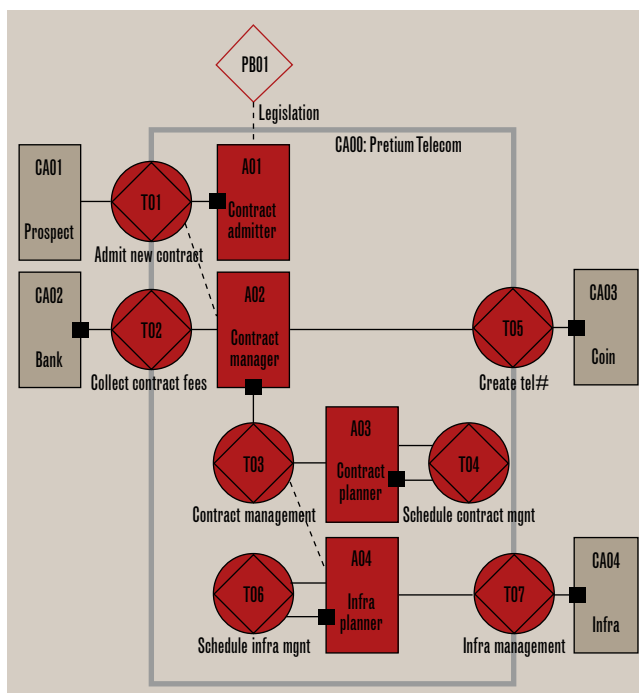 PB01
Legislation
CA00: Pretium Telecom
CA01
Prospect
T01
Admit new contract
A01
Contract
admitter
CA02
Bank
T02
Collect contract fees
A02
Contract
manager
T05
Create tel#
CA03
Coin
T03
Contract management
A03
Contract
planner
T04
Schedule contract mgnt
T06
Schedule infra mgnt
A04
Infra
planner
T07
Infra management
CA04
Infra